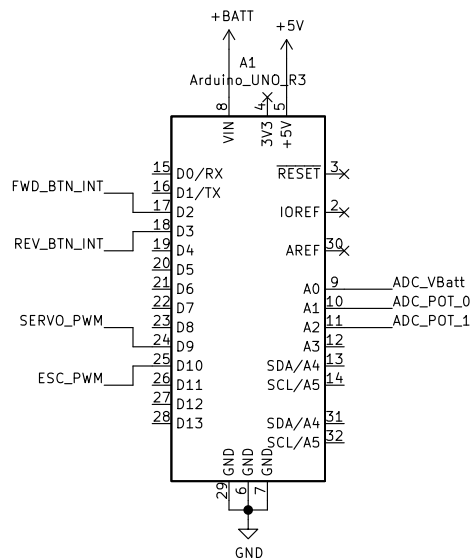 +BATT
+5V
A1
Arduino_UNO_R3
8
4
5
VIN
3V3
+5V
15 D0/RX
RESET 3
16 D1/TX
FWD_BTN_INT
17 D2
IOREF 2
18 D3
REV_BTN_INT
19 D4
AREF 30
20 D5
21 D6
A0 9 ADC_VBatt
22 D7
A1 10 ADC_POT_0
23 D8
A2 11 ADC_POT_1
SERVO_PWM
24 D9
A3 12
25 D10
SDA/A4 13
ESC_PWM
26 D11
SCL/A5 14
27 D12
28 D13
SDA/A4 31
SCL/A5 32
GND
GND
GND
29
6
7
GND